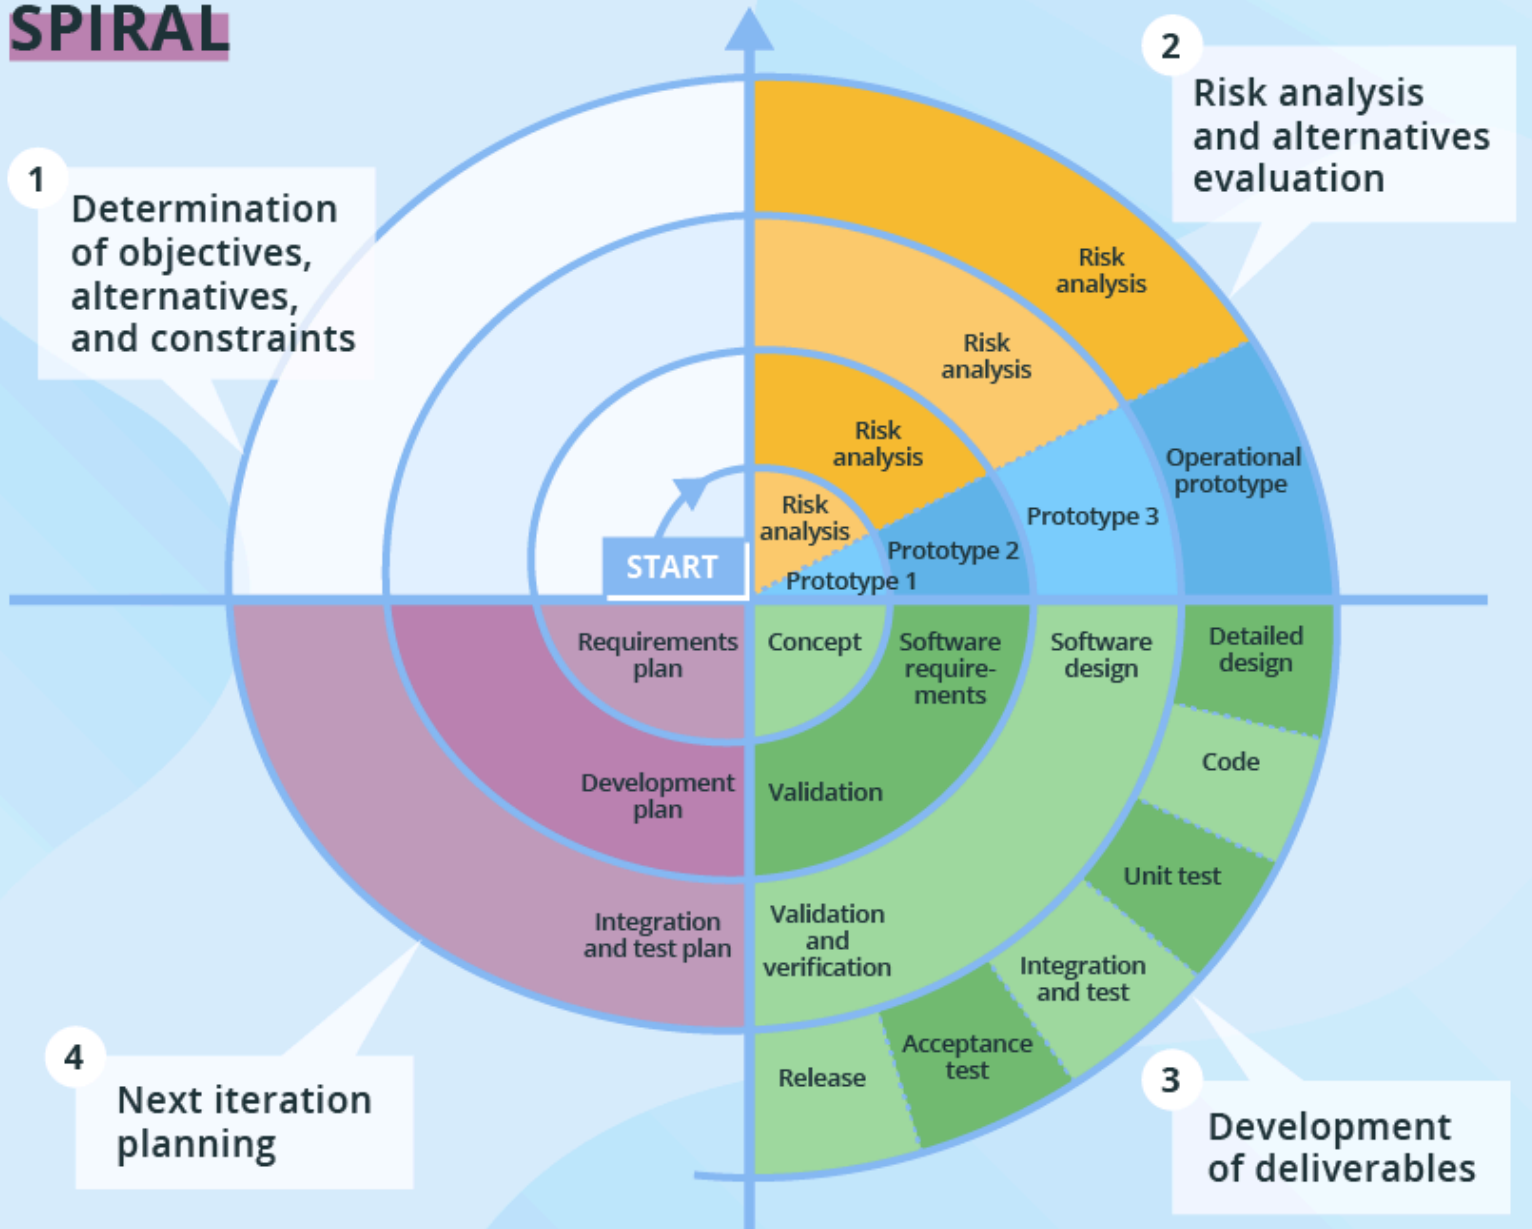 SPIRAL
1
Determination
of objectives,
alternatives,
and constraints
2
Risk analysis
and alternatives
evaluation
Risk
analysis
Risk
analysis
Risk
analysis
Risk
analysis
Operational
prototype
Prototype 3
Prototype 2
Prototype 1
START
Requirements
plan
Concept
Software
require-
ments
Software
design
Detailed
design
Code
Development
plan
Validation
Unit test
Integration
and test plan
Validation
and
verification
Integration
and test
Acceptance
test
Release
4
Next iteration
planning
3
Development
of deliverables